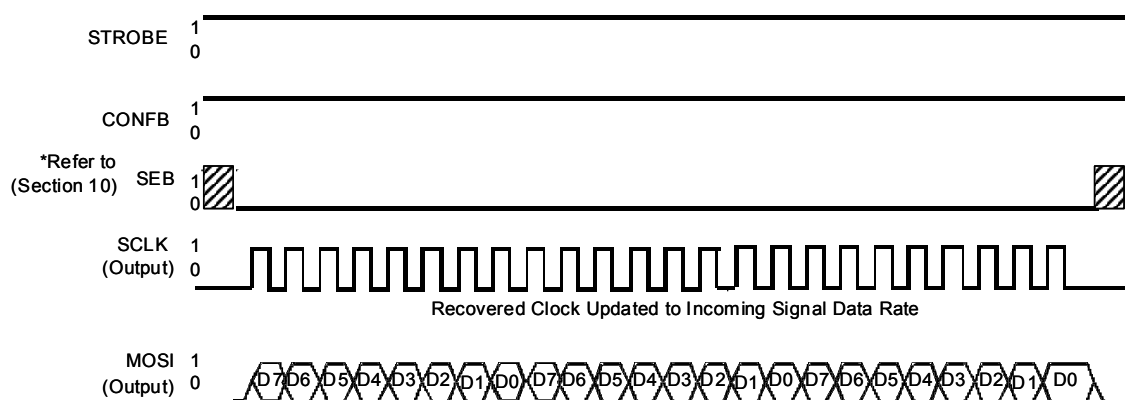 STROBE 1
0
CONFB 1
0
*Refer to
(Section 10) SEB 1
0
SCLK 1
(Output) 0
Recovered Clock Updated to Incoming Signal Data Rate
MOSI 1
(Output) 0
D7 D6 D5 D4 D3 D2 D1 D0 D7 D6 D5 D4 D3 D2 D1 D0 D7 D6 D5 D4 D3 D2 D1 D0